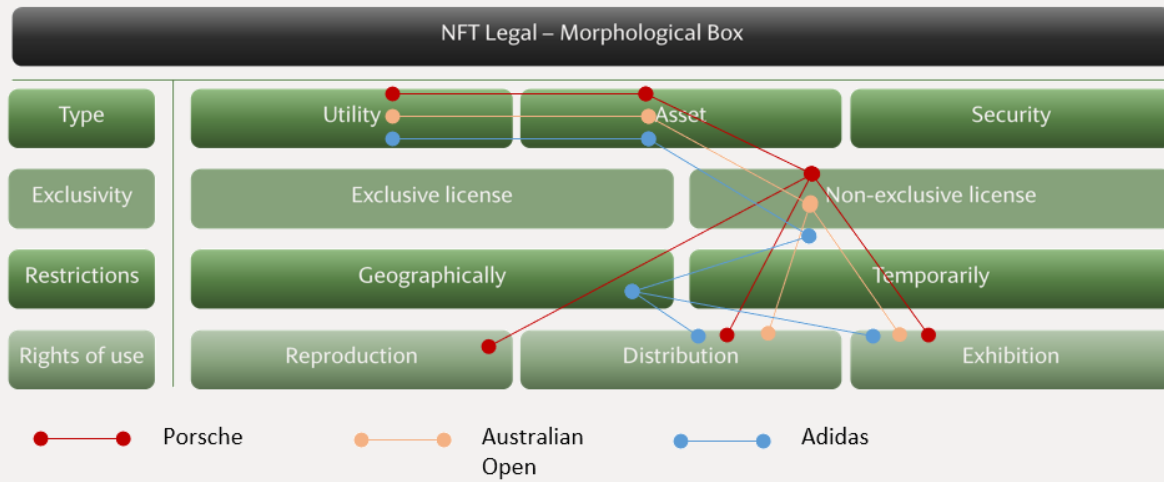 NFT Legal – Morphological Box
Type
Utility
Asset
Security
Exclusivity
Exclusive license
Non-exclusive license
Restrictions
Geographically
Temporarily
Rights of use
Reproduction
Distribution
Exhibition
Porsche
Australian
Open
Adidas